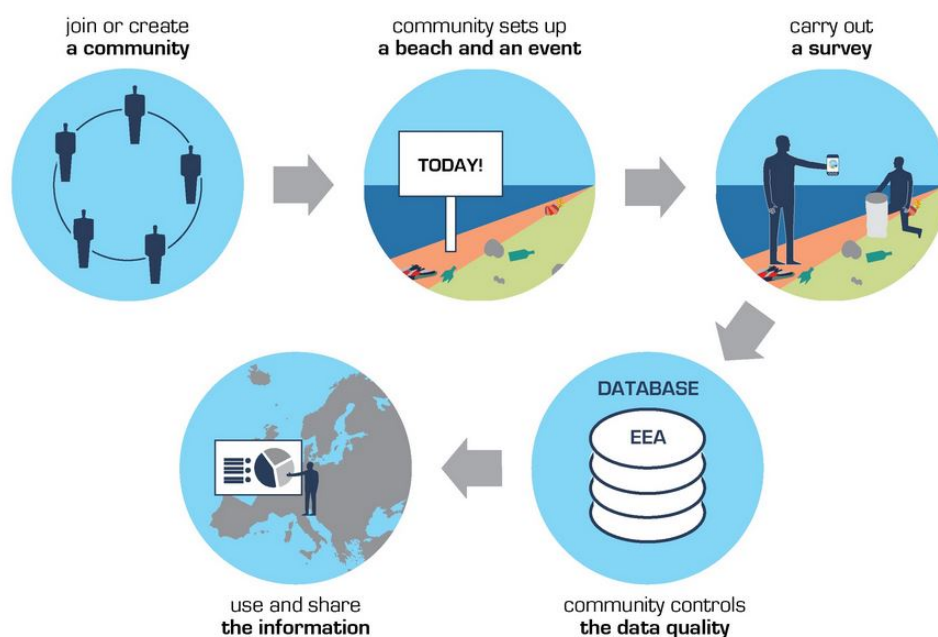 join or create
a community
community sets up
a beach and an event
carry out
a survey
TODAY!
DATABASE
EEA
use and share
the information
community controls
the data quality